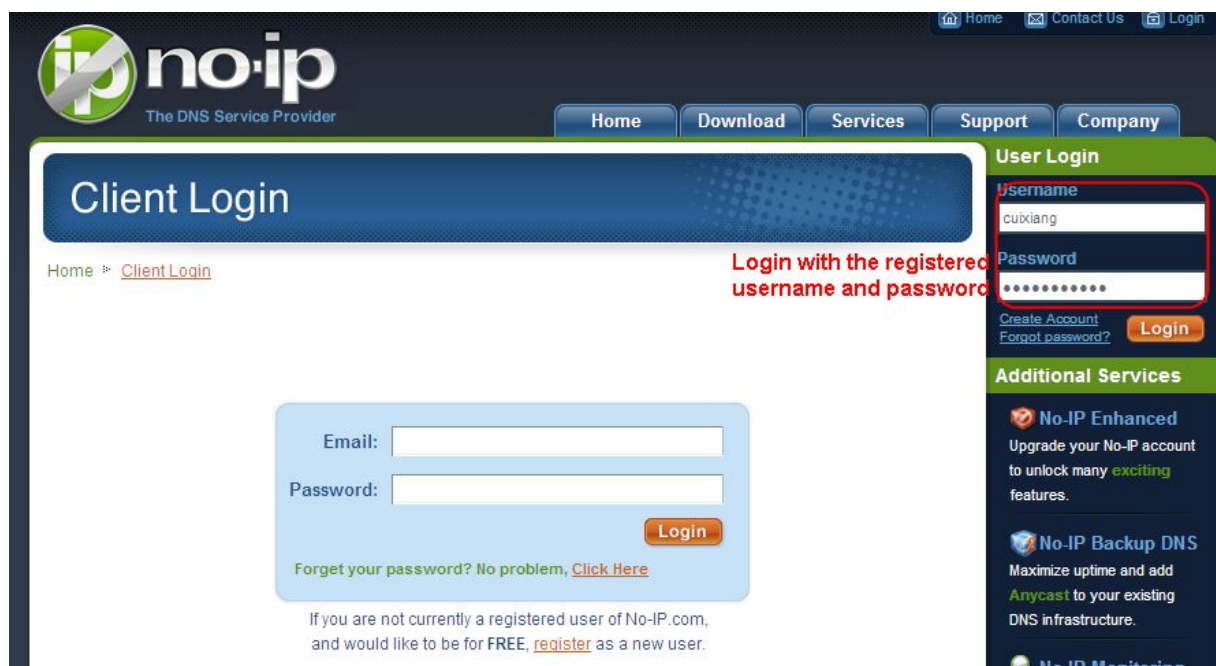 Home Contact Us Login
ip no·ip
The DNS Service Provider
Home Download Services Support Company
Client Login
Home Client Login
Login with the registered
username and password
User Login
Username
cuixiang
Password
Create Account
Forgot password?
Login
Email:
Password:
Login
Forget your password? No problem, Click Here
If you are not currently a registered user of No-IP.com,
and would like to be for FREE, register as a new user.
Additional Services
No-IP Enhanced
Upgrade your No-IP account
to unlock many exciting
features.
No-IP Backup DNS
Maximize uptime and add
Anycast to your existing
DNS infrastructure.
No-IP Monitoring